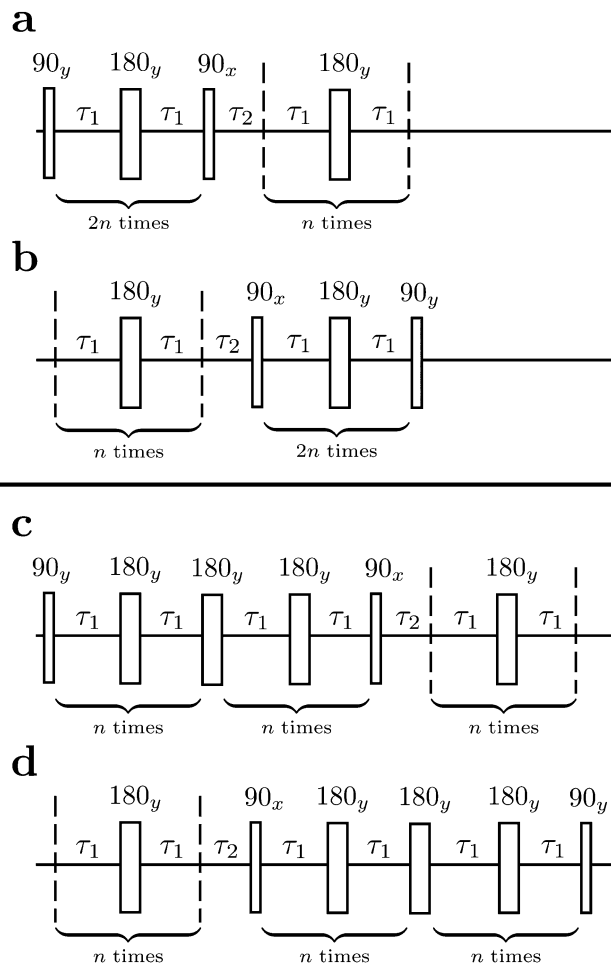 a
90y 180y 90x 180y
τ1 τ1 τ2 τ1 τ1
2n times n times
b
180y 90x 180y 90y
τ1 τ1 τ2 τ1 τ1
n times 2n times
c
90y 180y 180y 180y 90x 180y
τ1 τ1 τ1 τ1 τ2 τ1 τ1
n times n times n times
d
180y 90x 180y 180y 180y 90y
τ1 τ1 τ2 τ1 τ1 τ1 τ1
n times n times n times